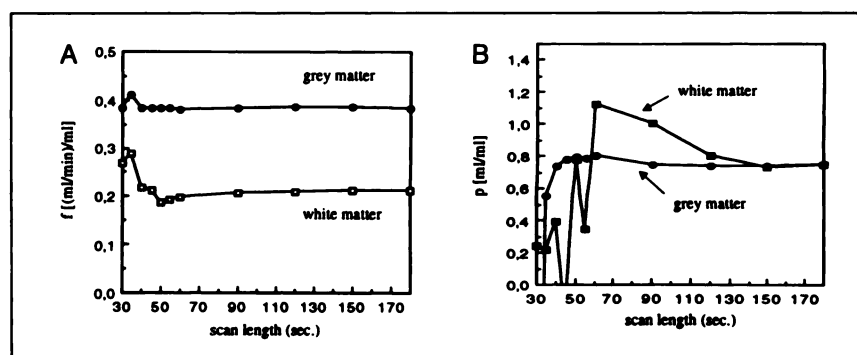 A
0,5
0,4
0,3
0,2
0,1
0,0
f [(ml/min)/ml]
grey matter
white matter
30 50 70 90 110 130 150 170
scan length (sec.)
B
1,4
1,2
1,0
0,8
0,6
0,4
0,2
0,0
p [ml/ml]
white matter
grey matter
30 50 70 90 110 130 150 170
scan length (sec.)